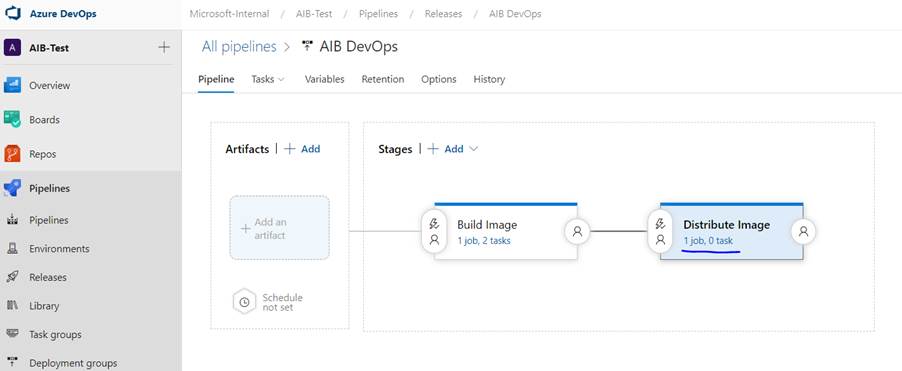 Azure DevOps
Microsoft-Internal / AIB-Test / Pipelines / Releases / AIB DevOps
A AIB-Test +
Overview
Boards
Repos
Pipelines
Pipelines
Environments
Releases
Library
Task groups
Deployment groups
All pipelines > AIB DevOps
Pipeline Tasks Variables Retention Options History
Artifacts | + Add
+ Add an
artifact
Schedule
not set
Stages | + Add
Build Image
1 job, 2 tasks
Distribute Image
1 job, 0 task